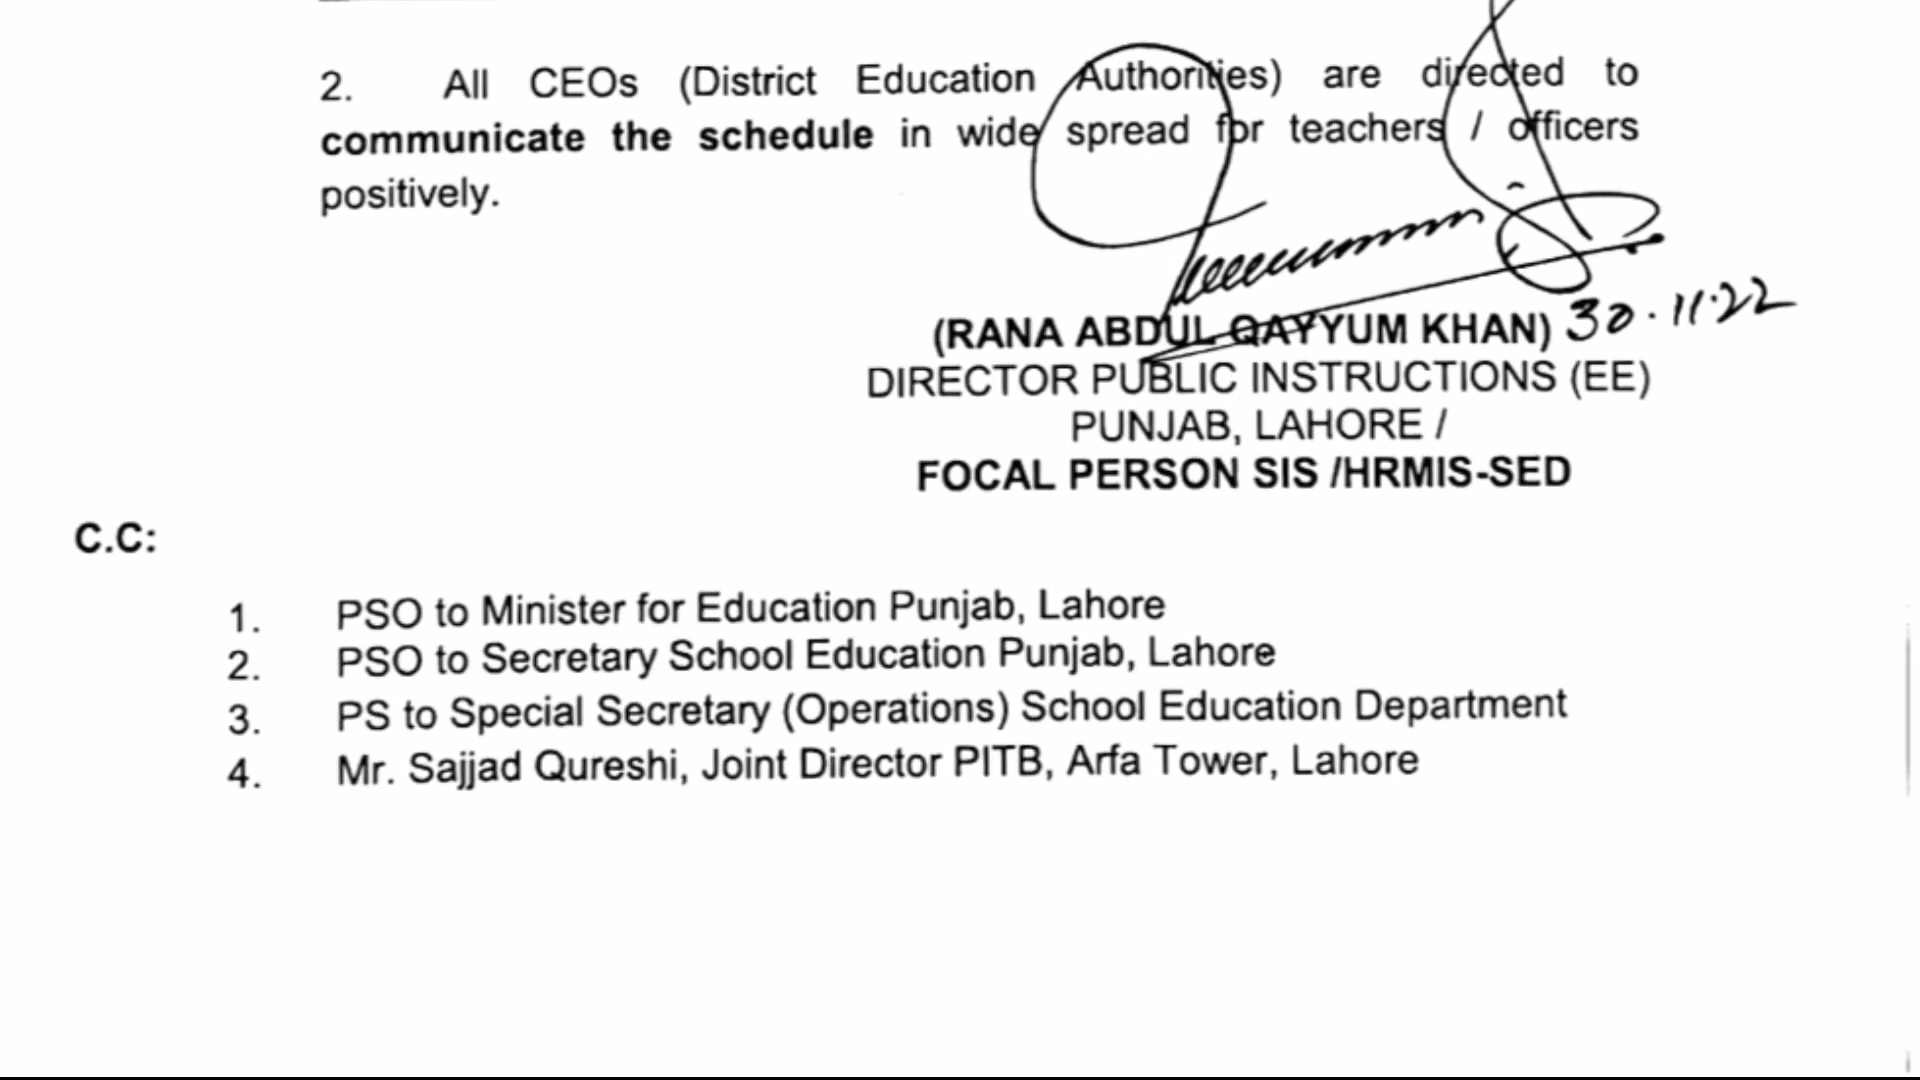 2. All CEOs (District Education Authorities) are directed to
communicate the schedule in wide spread for teachers / officers
positively.
(RANA ABDUL QAYYUM KHAN) 30.11.22
DIRECTOR PUBLIC INSTRUCTIONS (EE)
PUNJAB, LAHORE /
FOCAL PERSON SIS /HRMIS-SED
C.C:
1. PSO to Minister for Education Punjab, Lahore
2. PSO to Secretary School Education Punjab, Lahore
3. PS to Special Secretary (Operations) School Education Department
4. Mr. Sajjad Qureshi, Joint Director PITB, Arfa Tower, Lahore